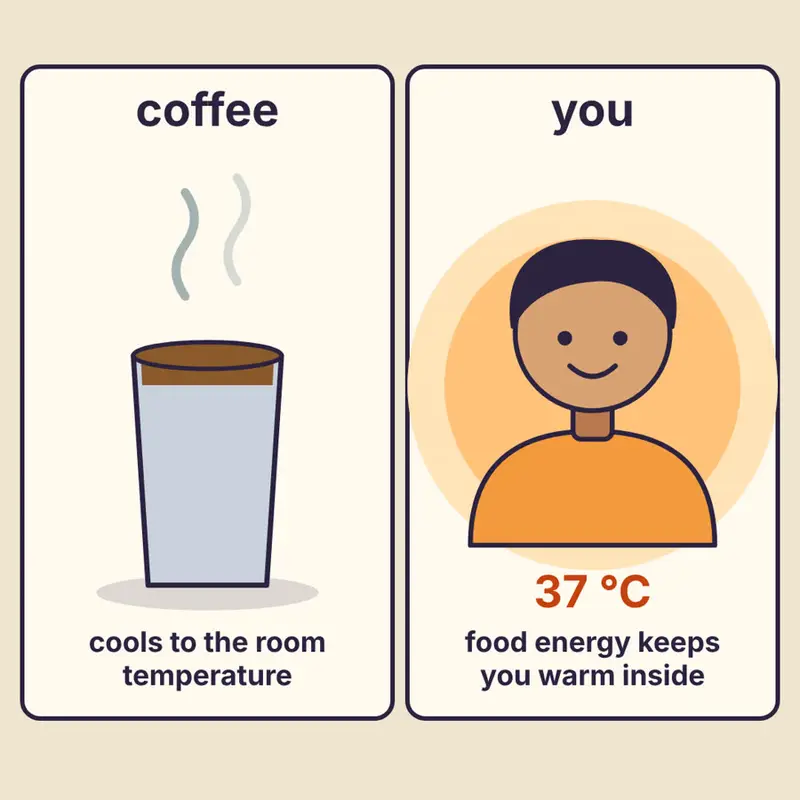 coffee
cools to the room
temperature
you
37 °C
food energy keeps
you warm inside